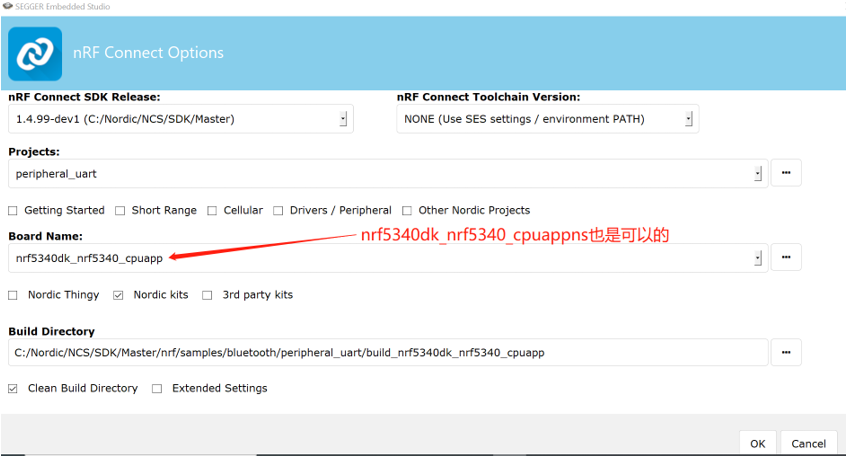 SEGGER Embedded Studio
nRF Connect Options
nRF Connect SDK Release:
nRF Connect Toolchain Version:
1.4.99-dev1 (C:/Nordic/NCS/SDK/Master)
NONE (Use SES settings / environment PATH)
Projects:
peripheral_uart
...
Getting Started
Short Range
Cellular
Drivers / Peripheral
Other Nordic Projects
Board Name:
nrf5340dk_nrf5340_cpuappns也是可以的
nrf5340dk_nrf5340_cpuapp
...
Nordic Thingy
Nordic kits
3rd party kits
Build Directory
C:/Nordic/NCS/SDK/Master/nrf/samples/bluetooth/peripheral_uart/build_nrf5340dk_nrf5340_cpuapp
...
Clean Build Directory
Extended Settings
OK
Cancel